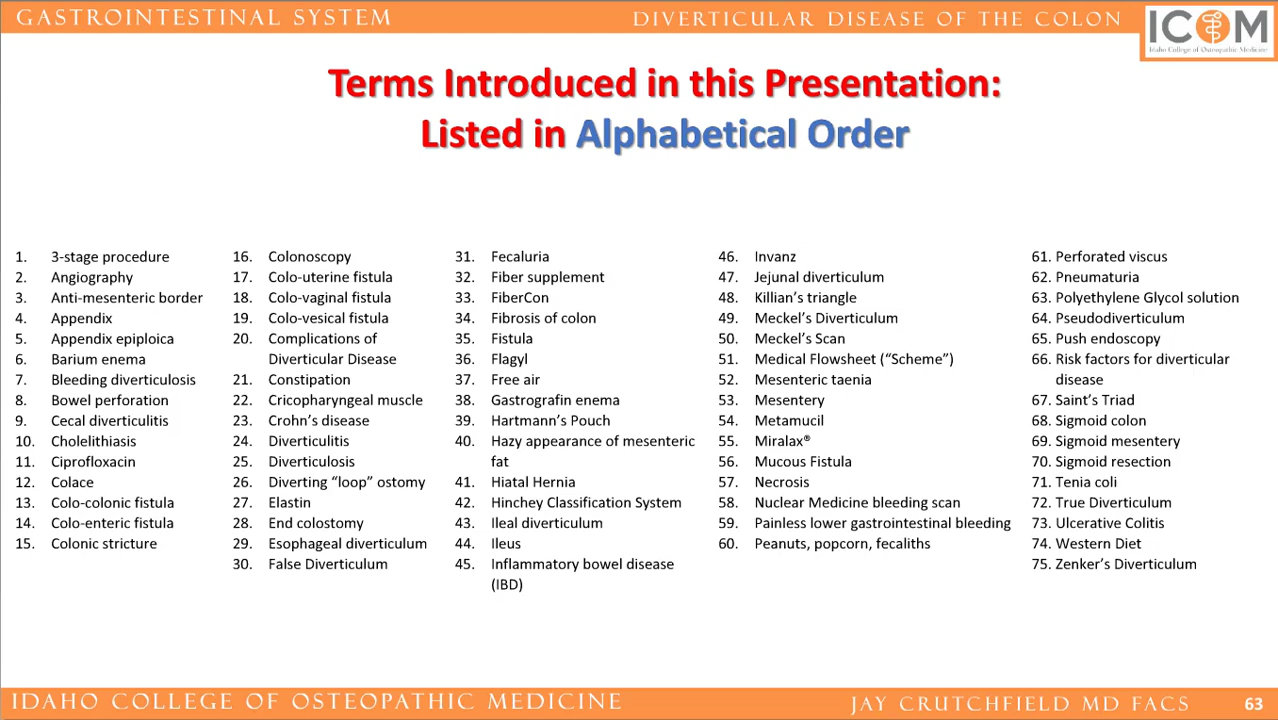 GASTROINTESTINAL SYSTEM
DIVERTICULAR DISEASE OF THE COLON
ICOM
Idaho College of Osteopathic Medicine
Terms Introduced in this Presentation:
Listed in Alphabetical Order
1. 3-stage procedure
2. Angiography
3. Anti-mesenteric border
4. Appendix
5. Appendix epiploica
6. Barium enema
7. Bleeding diverticulosis
8. Bowel perforation
9. Cecal diverticulitis
10. Cholelithiasis
11. Ciprofloxacin
12. Colace
13. Colo-colonic fistula
14. Colo-enteric fistula
15. Colonic stricture
16. Colonoscopy
17. Colo-uterine fistula
18. Colo-vaginal fistula
19. Colo-vesical fistula
20. Complications of
Diverticular Disease
21. Constipation
22. Cricopharyngeal muscle
23. Crohn's disease
24. Diverticulitis
25. Diverticulosis
26. Diverting “loop” ostomy
27. Elastin
28. End colostomy
29. Esophageal diverticulum
30. False Diverticulum
31. Fecaluria
32. Fiber supplement
33. FiberCon
34. Fibrosis of colon
35. Fistula
36. Flagyl
37. Free air
38. Gastrografin enema
39. Hartmann's Pouch
40. Hazy appearance of mesenteric
fat
41. Hiatal Hernia
42. Hinchey Classification System
43. Ileal diverticulum
44. Ileus
45. Inflammatory bowel disease
(IBD)
46. Invanz
47. Jejunal diverticulum
48. Killian's triangle
49. Meckel's Diverticulum
50. Meckel's Scan
51. Medical Flowsheet (“Scheme”)
52. Mesenteric taenia
53. Mesentery
54. Metamucil
55. Miralax®
56. Mucous Fistula
57. Necrosis
58. Nuclear Medicine bleeding scan
59. Painless lower gastrointestinal bleeding
60. Peanuts, popcorn, fecaliths
61. Perforated viscus
62. Pneumaturia
63. Polyethylene Glycol solution
64. Pseudodiverticulum
65. Push endoscopy
66. Risk factors for diverticular
disease
67. Saint's Triad
68. Sigmoid colon
69. Sigmoid mesentery
70. Sigmoid resection
71. Tenia coli
72. True Diverticulum
73. Ulcerative Colitis
74. Western Diet
75. Zenker's Diverticulum
IDAHO COLLEGE OF OSTEOPATHIC MEDICINE
JAY CRUTCHFIELD MD FACS
63